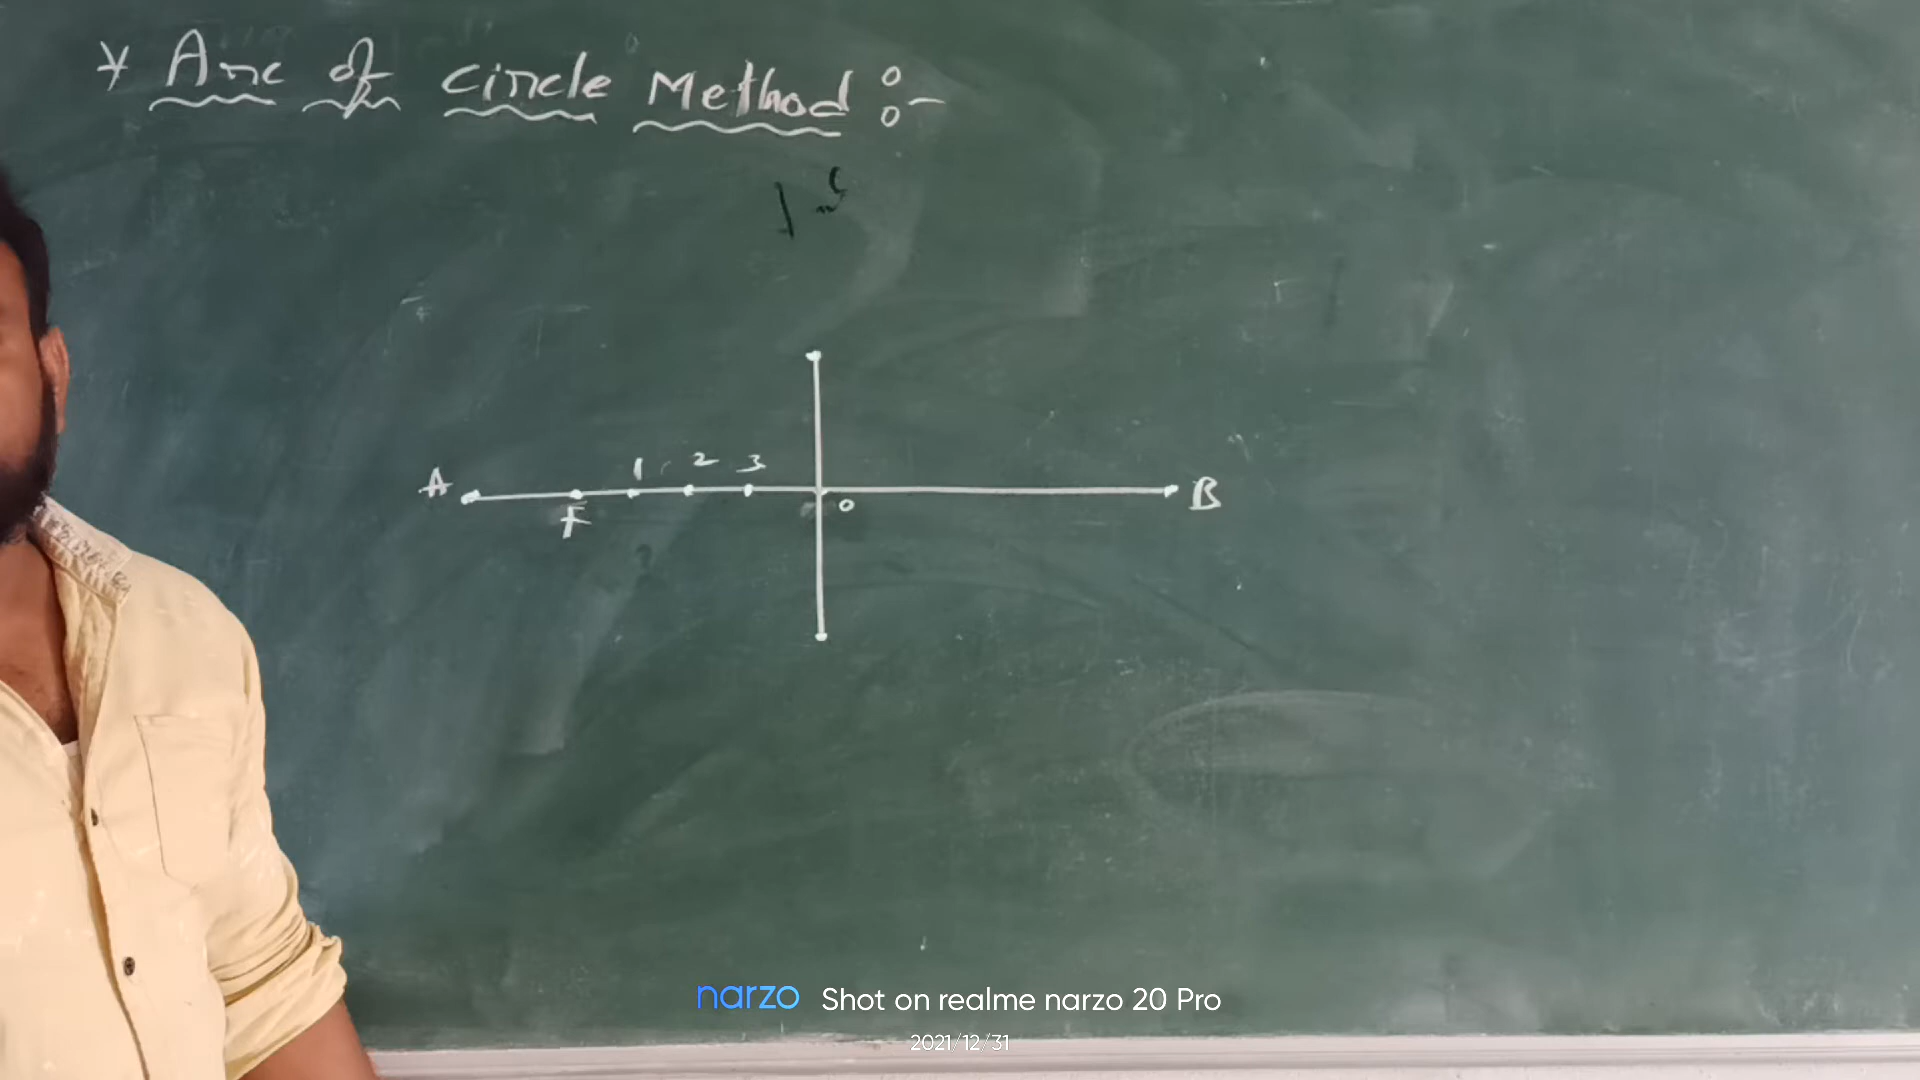 * Arc of circle Method :-
1 2 3
A B
F
o
narzo Shot on realme narzo 20 Pro
2021/12/31